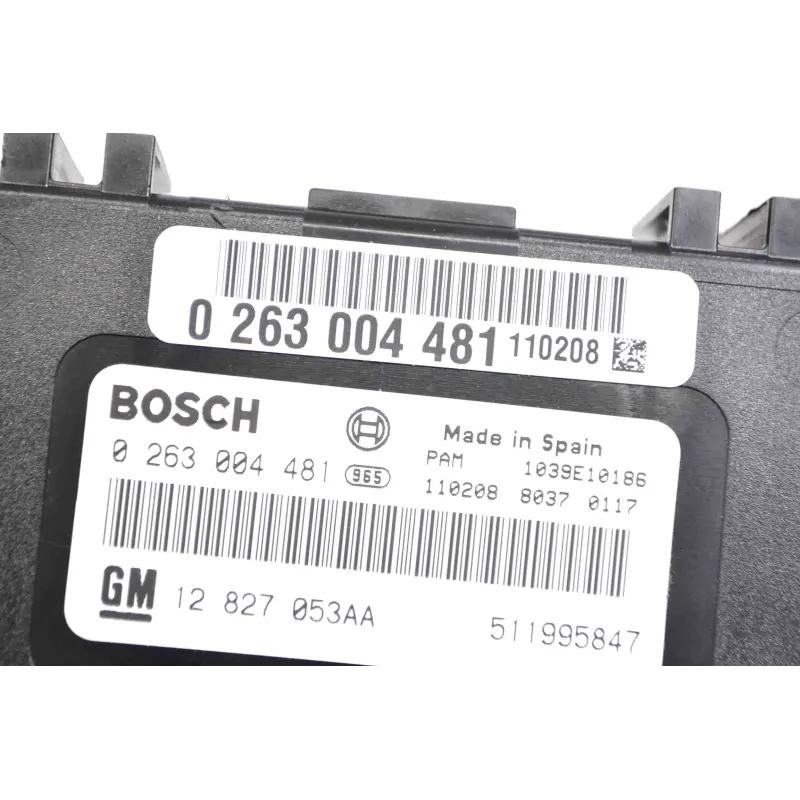 0 263 004 481 110208
BOSCH
Made in Spain
0 263 004 481 965
PAM 1039E10186
110208 8037 0117
GM 12 827 053AA 511995847